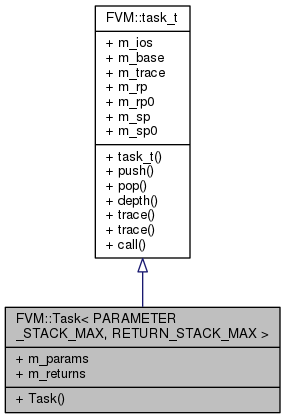 FVM::task_t
+ m_ios
+ m_base
+ m_trace
+ m_rp
+ m_rp0
+ m_sp
+ m_sp0
+ task_t()
+ push()
+ pop()
+ depth()
+ trace()
+ trace()
+ call()
FVM::Task< PARAMETER
_STACK_MAX, RETURN_STACK_MAX >
+ m_params
+ m_returns
+ Task()